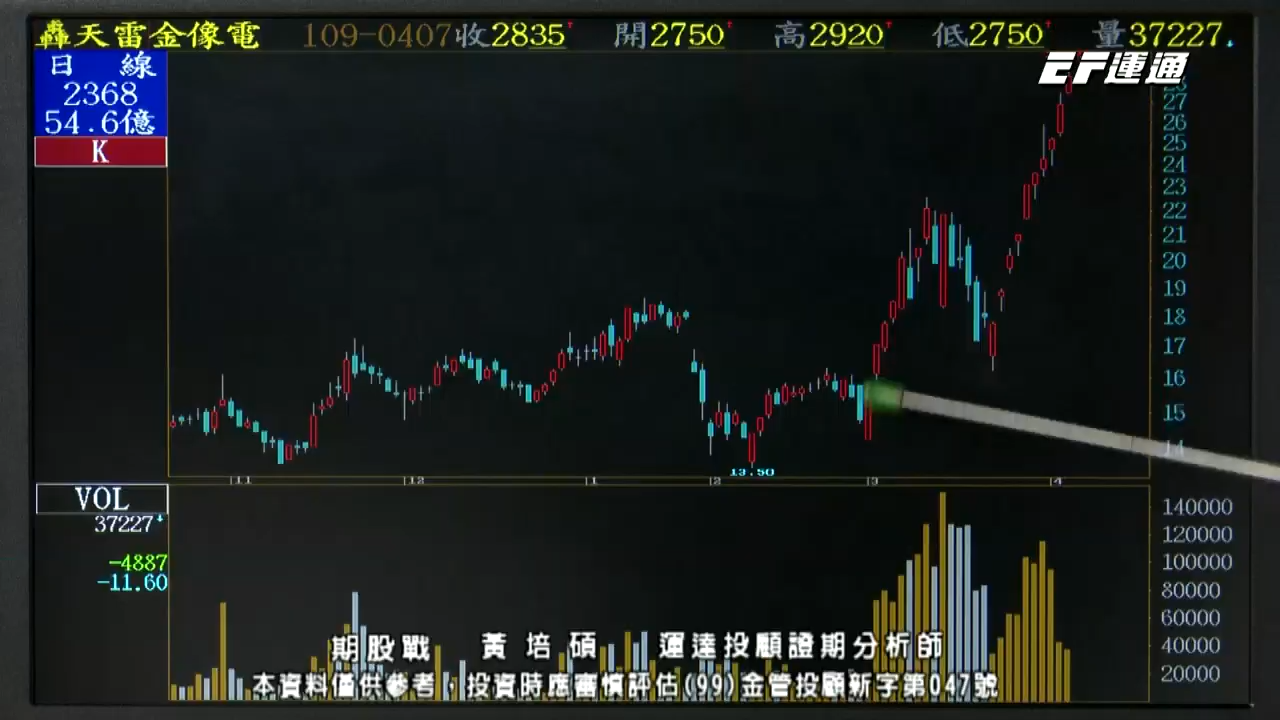 轟天雷金像電 109-0407 收2835 開2750 高2920 低2750 量37227
EF運通
日 線
2368
54.6億
K
27
26
25
24
23
22
21
20
19
18
17
16
15
14
13.50
11 12 1 2 3 4
VOL
37227
-4887
-11.60
140000
120000
100000
80000
60000
40000
20000
期股戰 黃培碩 運達投顧證期分析師
本資料僅供參考，投資時應審慎評估(99)金管投顧新字第047號